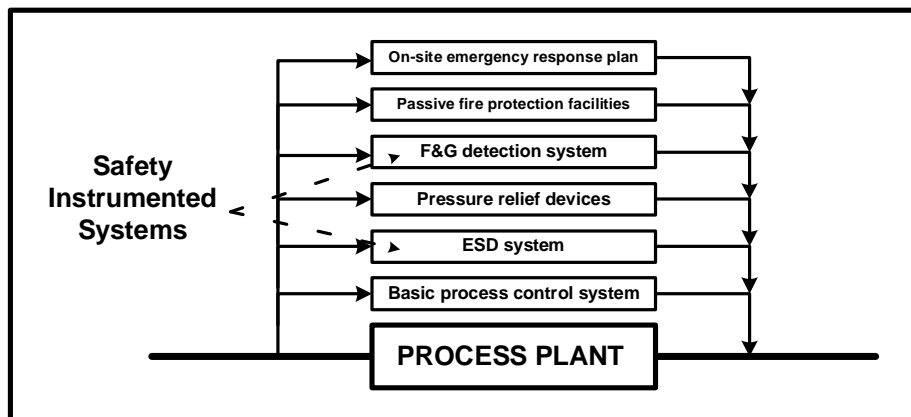 On-site emergency response plan
Passive fire protection facilities
F&G detection system
Safety
Instrumented
Systems
Pressure relief devices
ESD system
Basic process control system
PROCESS PLANT